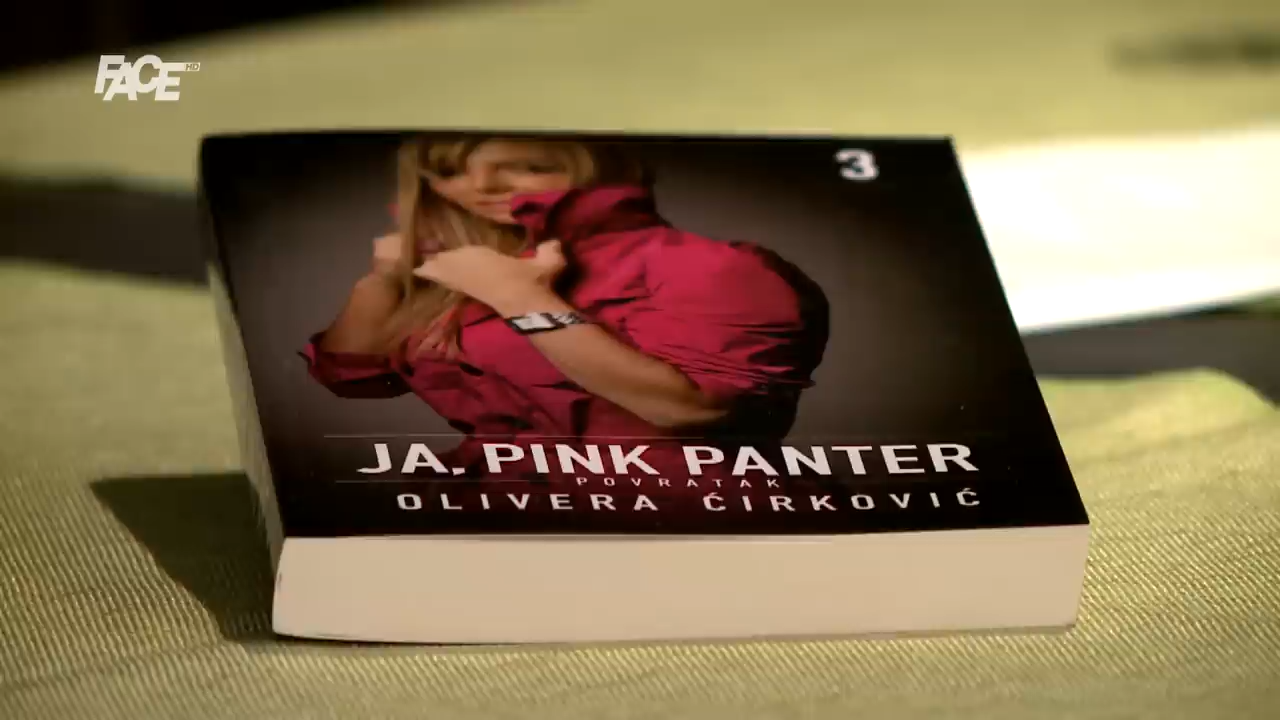 FACE HD
3
JA, PINK PANTER
POVRATAK
OLIVERA ĆIRKOVIĆ